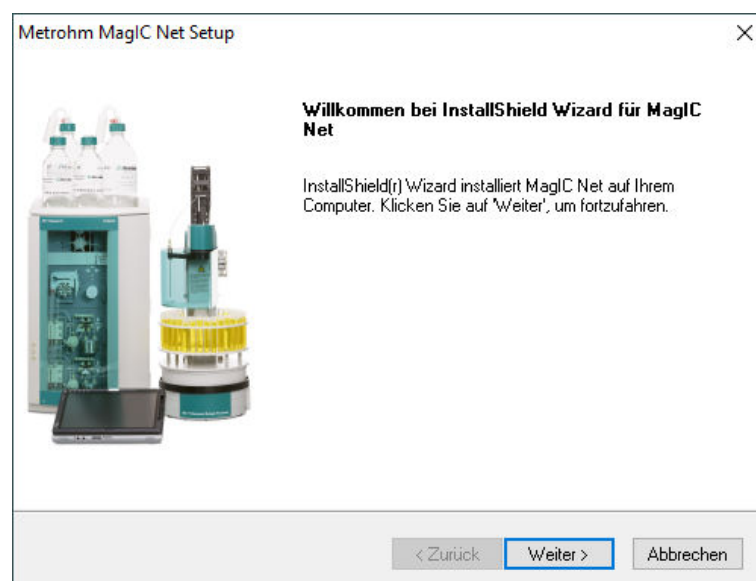 Metrohm MagIC Net Setup
Willkommen bei InstallShield Wizard für MagIC
Net
InstallShield(r) Wizard installiert MagIC Net auf Ihrem
Computer. Klicken Sie auf 'Weiter', um fortzufahren.
< Zurück
Weiter >
Abbrechen